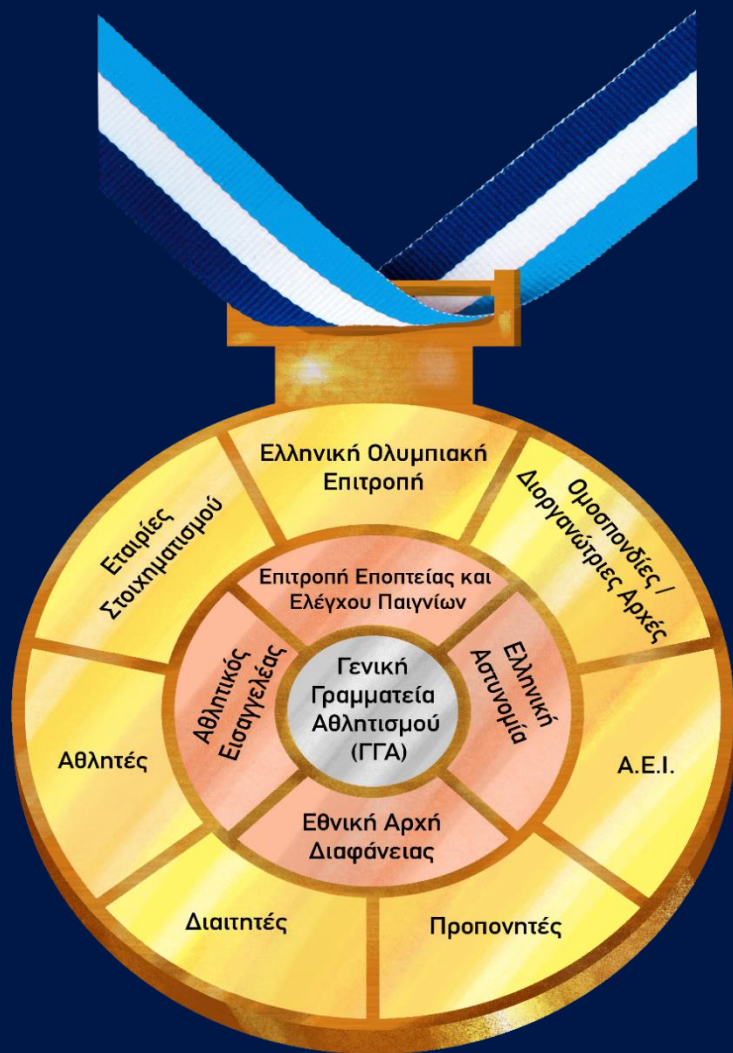 Ελληνική Ολυμπιακή
Επιτροπή
Ομοσπονδίες /
Διοργανώτριες Αρχές
Εταιρίες
Στοιχηματισμού
Επιτροπή Εποπτείας και
Ελέγχου Παιγνίων
Αθλητικός
Εισαγγελέας
Γενική
Γραμματεία
Αθλητισμού
(ΓΓΑ)
Ελληνική
Αστυνομία
Αθλητές
Α.Ε.Ι.
Εθνική Αρχή
Διαφάνειας
Διαιτητές
Προπονητές